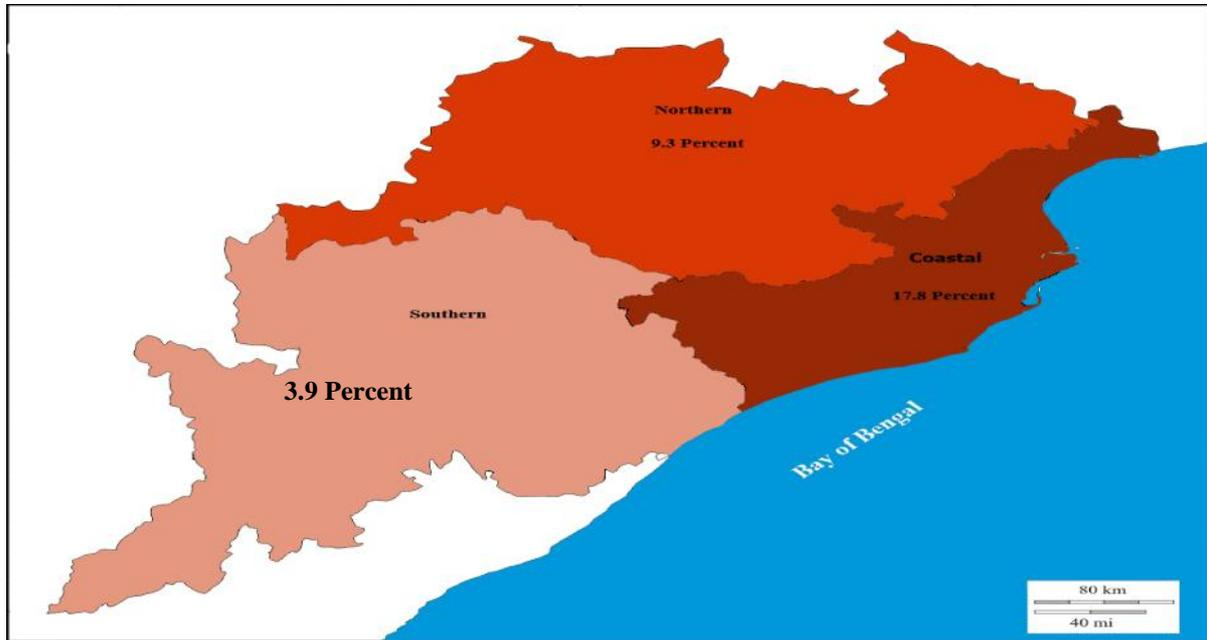 Northern
9.3 Percent
Coastal
17.8 Percent
Southern
3.9 Percent
Bay of Bengal
80 km
40 mi